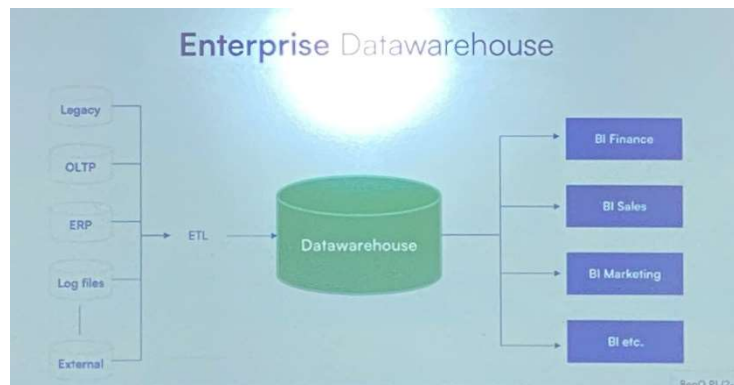 Enterprise Datawarehouse
Legacy
OLTP
ERP
Log files
External
ETL
Datawarehouse
BI Finance
BI Sales
BI Marketing
BI etc.